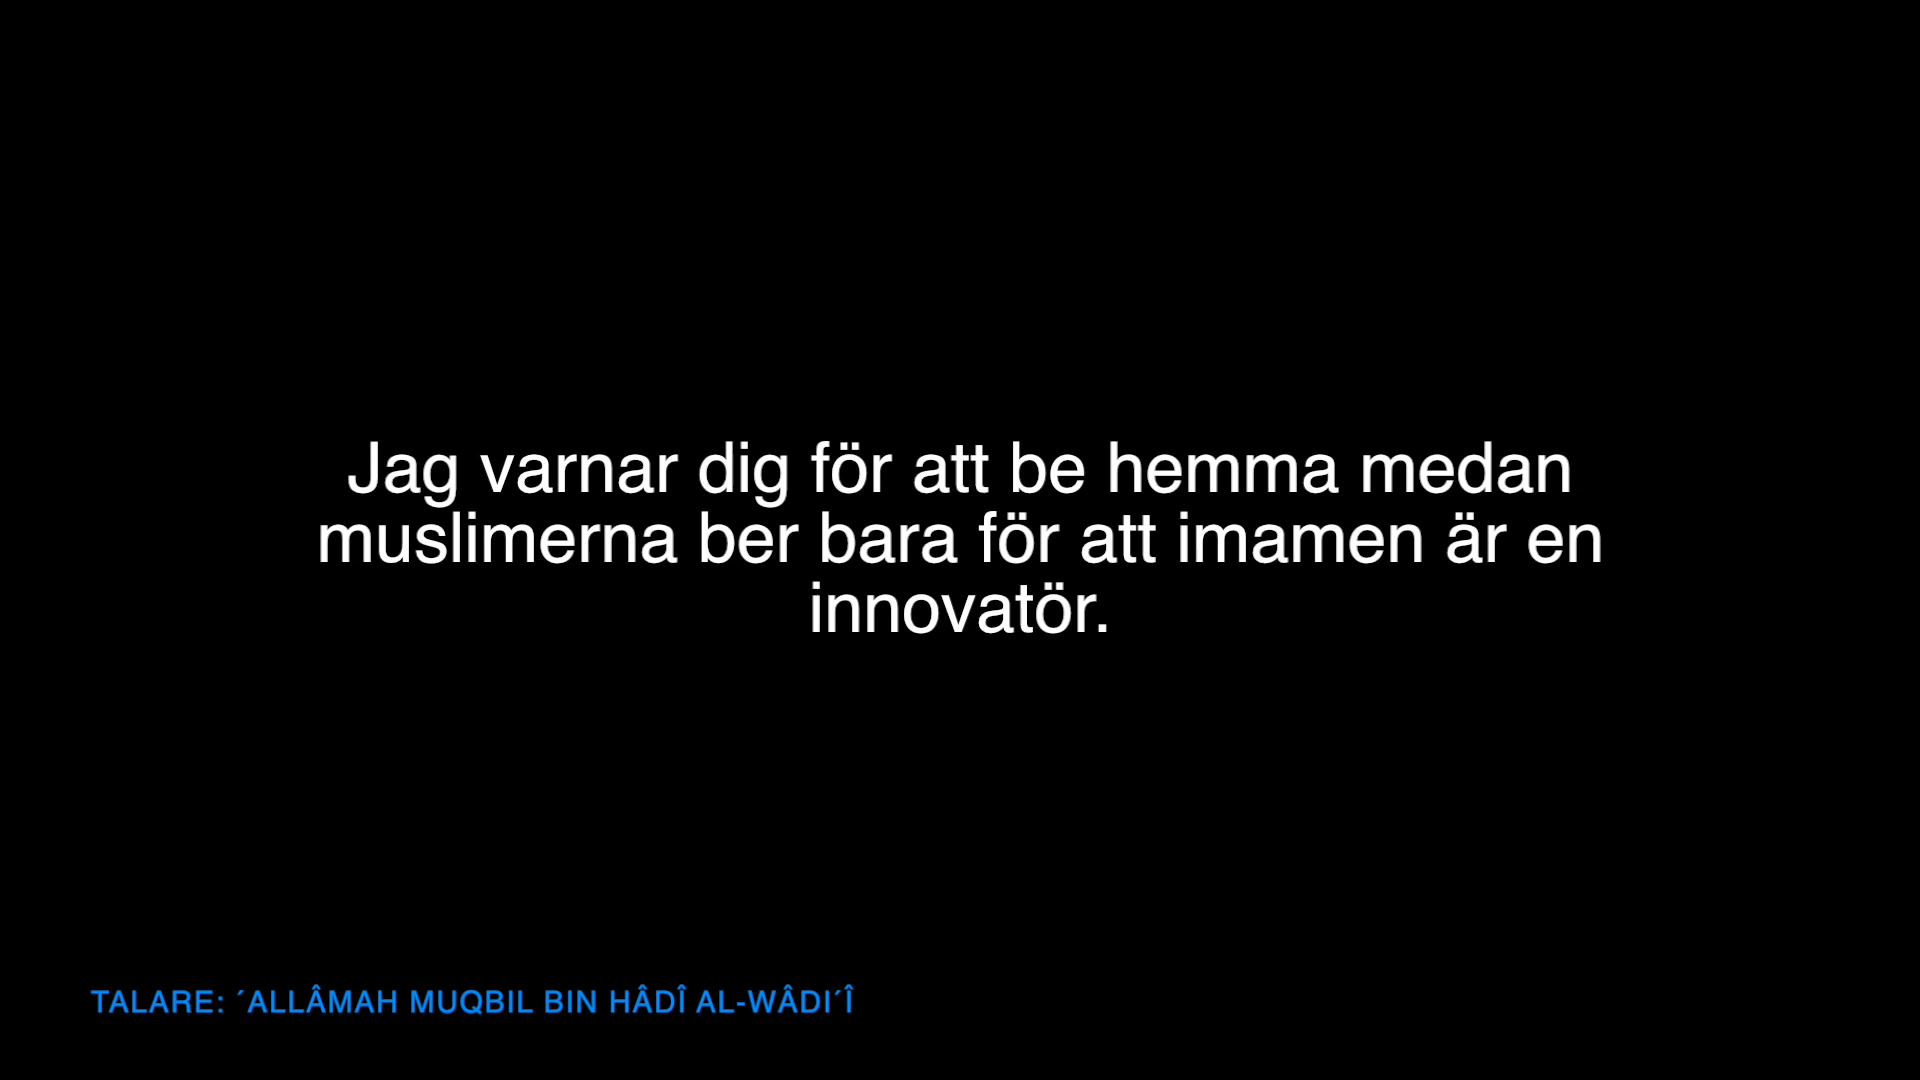 Jag varnar dig för att be hemma medan
muslimerna ber bara för att imamen är en
innovatör.
TALARE: ´ALLÂMAH MUQBIL BIN HÂDÎ AL-WÂDI´Î